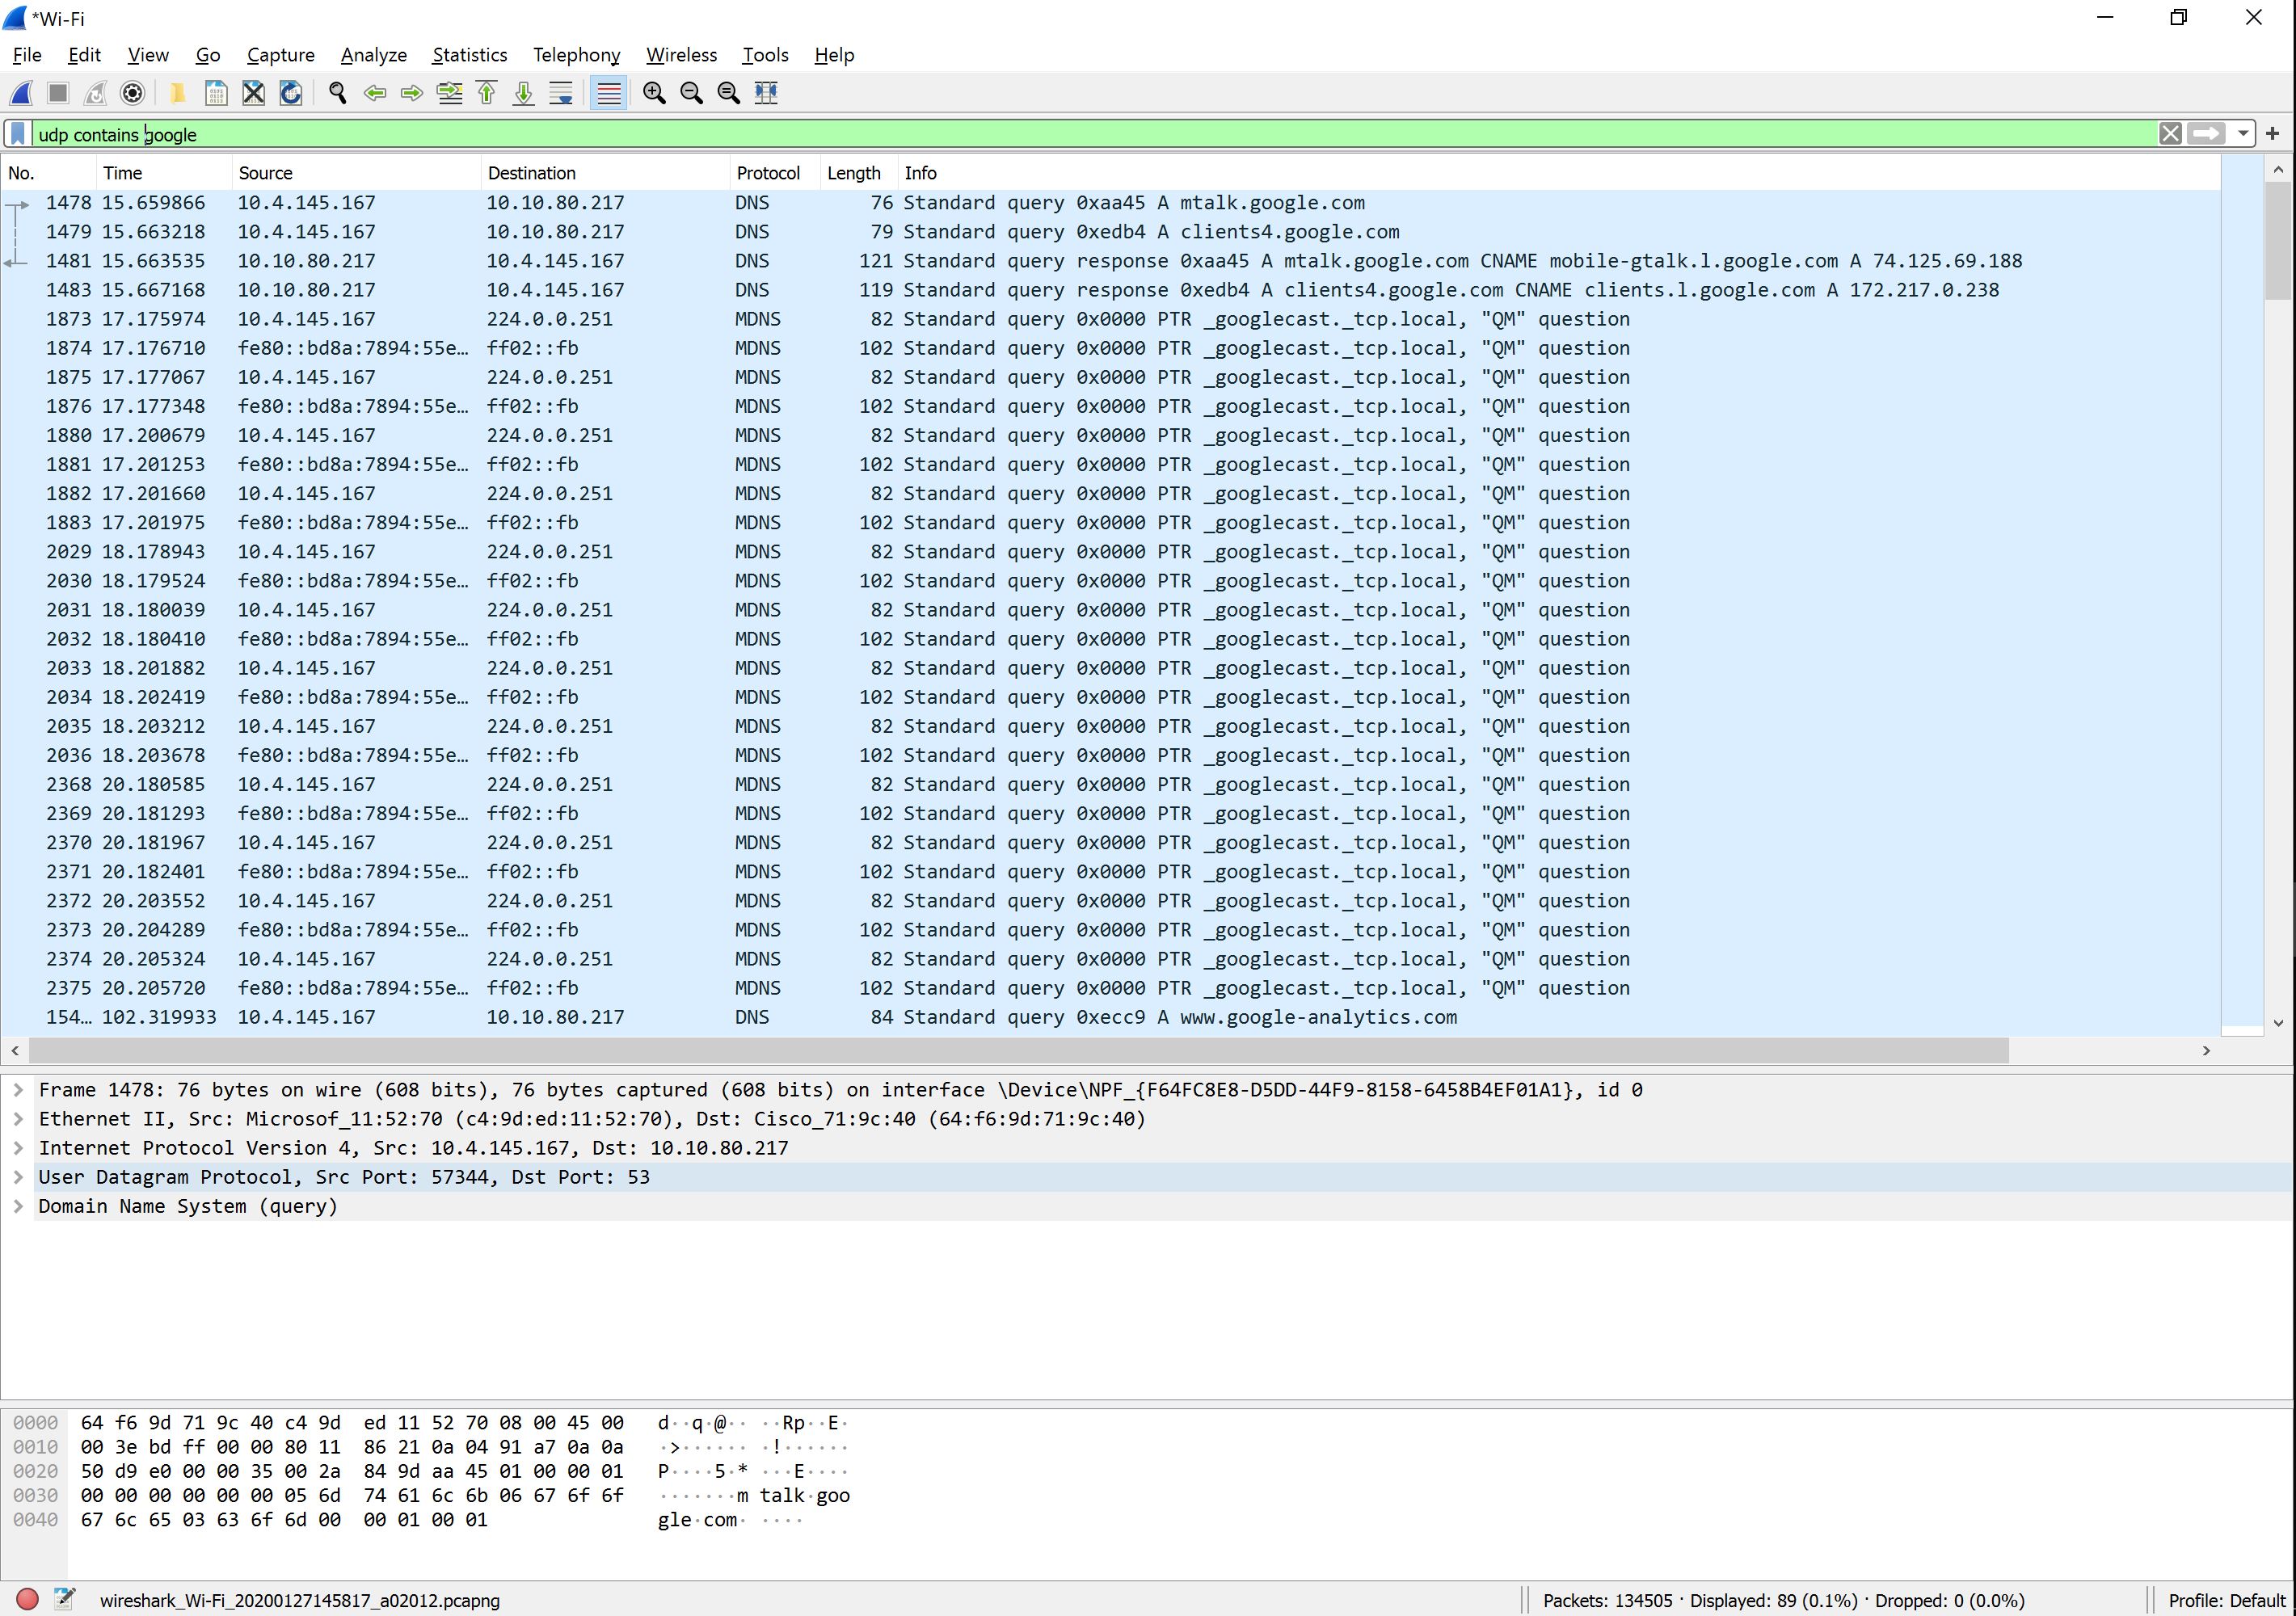 *Wi-Fi
File Edit View Go Capture Analyze Statistics Telephony Wireless Tools Help
udp contains google
No. Time Source Destination Protocol Length Info
1478 15.659866 10.4.145.167 10.10.80.217 DNS 76 Standard query 0xaa45 A mtalk.google.com
1479 15.663218 10.4.145.167 10.10.80.217 DNS 79 Standard query 0xedb4 A clients4.google.com
1481 15.663535 10.10.80.217 10.4.145.167 DNS 121 Standard query response 0xaa45 A mtalk.google.com CNAME mobile-gtalk.l.google.com A 74.125.69.188
1483 15.667168 10.10.80.217 10.4.145.167 DNS 119 Standard query response 0xedb4 A clients4.google.com CNAME clients.l.google.com A 172.217.0.238
1873 17.175974 10.4.145.167 224.0.0.251 MDNS 82 Standard query 0x0000 PTR _googlecast._tcp.local, "QM" question
1874 17.176710 fe80::bd8a:7894:55e… ff02::fb MDNS 102 Standard query 0x0000 PTR _googlecast._tcp.local, "QM" question
1875 17.177067 10.4.145.167 224.0.0.251 MDNS 82 Standard query 0x0000 PTR _googlecast._tcp.local, "QM" question
1876 17.177348 fe80::bd8a:7894:55e… ff02::fb MDNS 102 Standard query 0x0000 PTR _googlecast._tcp.local, "QM" question
1880 17.200679 10.4.145.167 224.0.0.251 MDNS 82 Standard query 0x0000 PTR _googlecast._tcp.local, "QM" question
1881 17.201253 fe80::bd8a:7894:55e… ff02::fb MDNS 102 Standard query 0x0000 PTR _googlecast._tcp.local, "QM" question
1882 17.201660 10.4.145.167 224.0.0.251 MDNS 82 Standard query 0x0000 PTR _googlecast._tcp.local, "QM" question
1883 17.201975 fe80::bd8a:7894:55e… ff02::fb MDNS 102 Standard query 0x0000 PTR _googlecast._tcp.local, "QM" question
2029 18.178943 10.4.145.167 224.0.0.251 MDNS 82 Standard query 0x0000 PTR _googlecast._tcp.local, "QM" question
2030 18.179524 fe80::bd8a:7894:55e… ff02::fb MDNS 102 Standard query 0x0000 PTR _googlecast._tcp.local, "QM" question
2031 18.180039 10.4.145.167 224.0.0.251 MDNS 82 Standard query 0x0000 PTR _googlecast._tcp.local, "QM" question
2032 18.180410 fe80::bd8a:7894:55e… ff02::fb MDNS 102 Standard query 0x0000 PTR _googlecast._tcp.local, "QM" question
2033 18.201882 10.4.145.167 224.0.0.251 MDNS 82 Standard query 0x0000 PTR _googlecast._tcp.local, "QM" question
2034 18.202419 fe80::bd8a:7894:55e… ff02::fb MDNS 102 Standard query 0x0000 PTR _googlecast._tcp.local, "QM" question
2035 18.203212 10.4.145.167 224.0.0.251 MDNS 82 Standard query 0x0000 PTR _googlecast._tcp.local, "QM" question
2036 18.203678 fe80::bd8a:7894:55e… ff02::fb MDNS 102 Standard query 0x0000 PTR _googlecast._tcp.local, "QM" question
2368 20.180585 10.4.145.167 224.0.0.251 MDNS 82 Standard query 0x0000 PTR _googlecast._tcp.local, "QM" question
2369 20.181293 fe80::bd8a:7894:55e… ff02::fb MDNS 102 Standard query 0x0000 PTR _googlecast._tcp.local, "QM" question
2370 20.181967 10.4.145.167 224.0.0.251 MDNS 82 Standard query 0x0000 PTR _googlecast._tcp.local, "QM" question
2371 20.182401 fe80::bd8a:7894:55e… ff02::fb MDNS 102 Standard query 0x0000 PTR _googlecast._tcp.local, "QM" question
2372 20.203552 10.4.145.167 224.0.0.251 MDNS 82 Standard query 0x0000 PTR _googlecast._tcp.local, "QM" question
2373 20.204289 fe80::bd8a:7894:55e… ff02::fb MDNS 102 Standard query 0x0000 PTR _googlecast._tcp.local, "QM" question
2374 20.205324 10.4.145.167 224.0.0.251 MDNS 82 Standard query 0x0000 PTR _googlecast._tcp.local, "QM" question
2375 20.205720 fe80::bd8a:7894:55e… ff02::fb MDNS 102 Standard query 0x0000 PTR _googlecast._tcp.local, "QM" question
154… 102.319933 10.4.145.167 10.10.80.217 DNS 84 Standard query 0xecc9 A www.google-analytics.com
Frame 1478: 76 bytes on wire (608 bits), 76 bytes captured (608 bits) on interface \Device\NPF_{F64FC8E8-D5DD-44F9-8158-6458B4EF01A1}, id 0
Ethernet II, Src: Microsof_11:52:70 (c4:9d:ed:11:52:70), Dst: Cisco_71:9c:40 (64:f6:9d:71:9c:40)
Internet Protocol Version 4, Src: 10.4.145.167, Dst: 10.10.80.217
User Datagram Protocol, Src Port: 57344, Dst Port: 53
Domain Name System (query)
0000 64 f6 9d 71 9c 40 c4 9d ed 11 52 70 08 00 45 00 d··q·@·· ··Rp··E·
0010 00 3e bd ff 00 00 80 11 86 21 0a 04 91 a7 0a 0a ·>······ ·!······
0020 50 d9 e0 00 00 35 00 2a 84 9d aa 45 01 00 00 01 P····5·* ···E····
0030 00 00 00 00 00 00 05 6d 74 61 6c 6b 06 67 6f 6f ·······m talk·goo
0040 67 6c 65 03 63 6f 6d 00 00 01 00 01 gle·com· ····
wireshark_Wi-Fi_20200127145817_a02012.pcapng Packets: 134505 · Displayed: 89 (0.1%) · Dropped: 0 (0.0%) Profile: Default